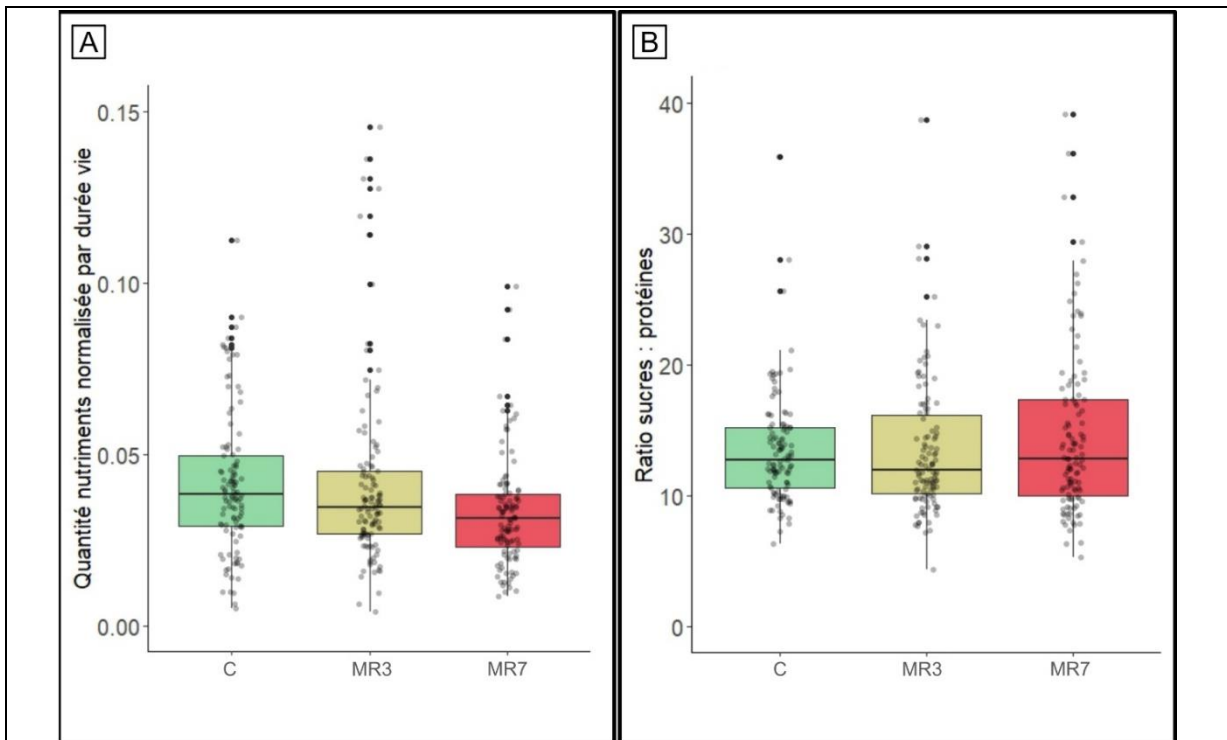 A
Quantité nutriments normalisée par durée vie
0.15
0.10
0.05
0.00
C MR3 MR7
B
Ratio sucres : protéines
40
30
20
10
0
C MR3 MR7